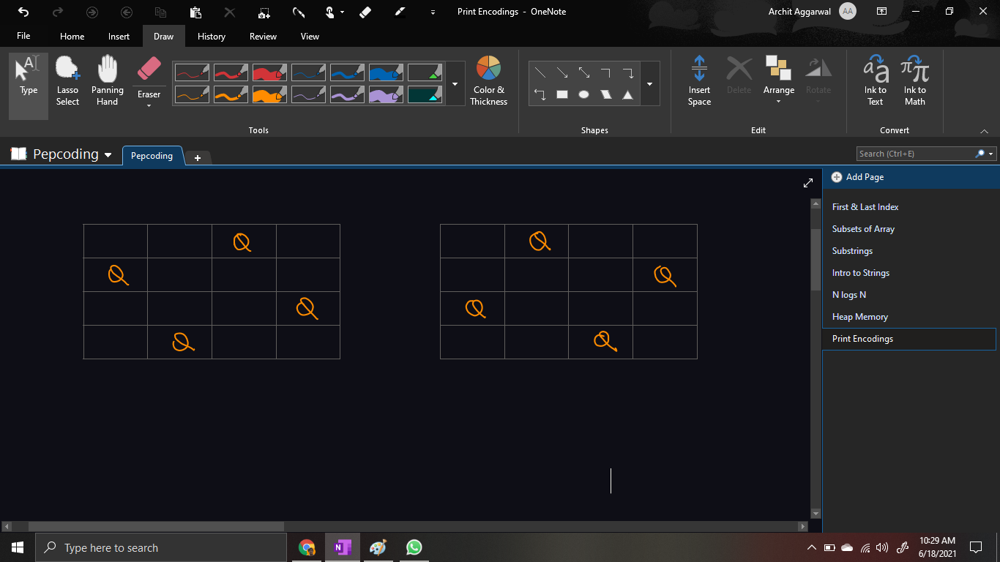 Print Encodings - OneNote
Archit Aggarwal
AA
File
Home
Insert
Draw
History
Review
View
Type
Lasso Select
Panning Hand
Eraser
Color & Thickness
Insert Space
Delete
Arrange
Rotate
Ink to Text
Ink to Math
Tools
Shapes
Edit
Convert
Pepcoding
Pepcoding
Search (Ctrl+E)
Add Page
First & Last Index
Subsets of Array
Substrings
Intro to Strings
N logs N
Heap Memory
Print Encodings
Q
Q
Q
Q
Q
Q
Q
Q
Type here to search
10:29 AM
6/18/2021